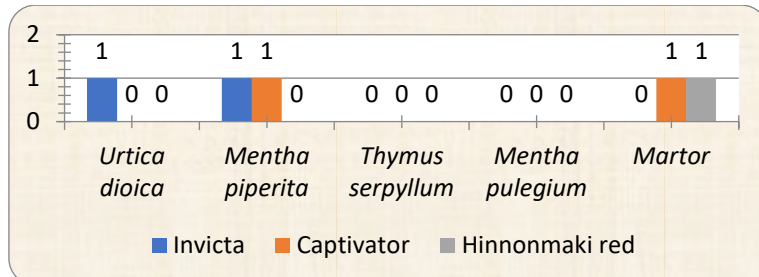 2
1
0
1 0 0
1 1 0
0 0 0
0 0 0
0 1 1
Urtica dioica
Mentha piperita
Thymus serpyllum
Mentha pulegium
Martor
Invicta Captivator Hinnonmaki red